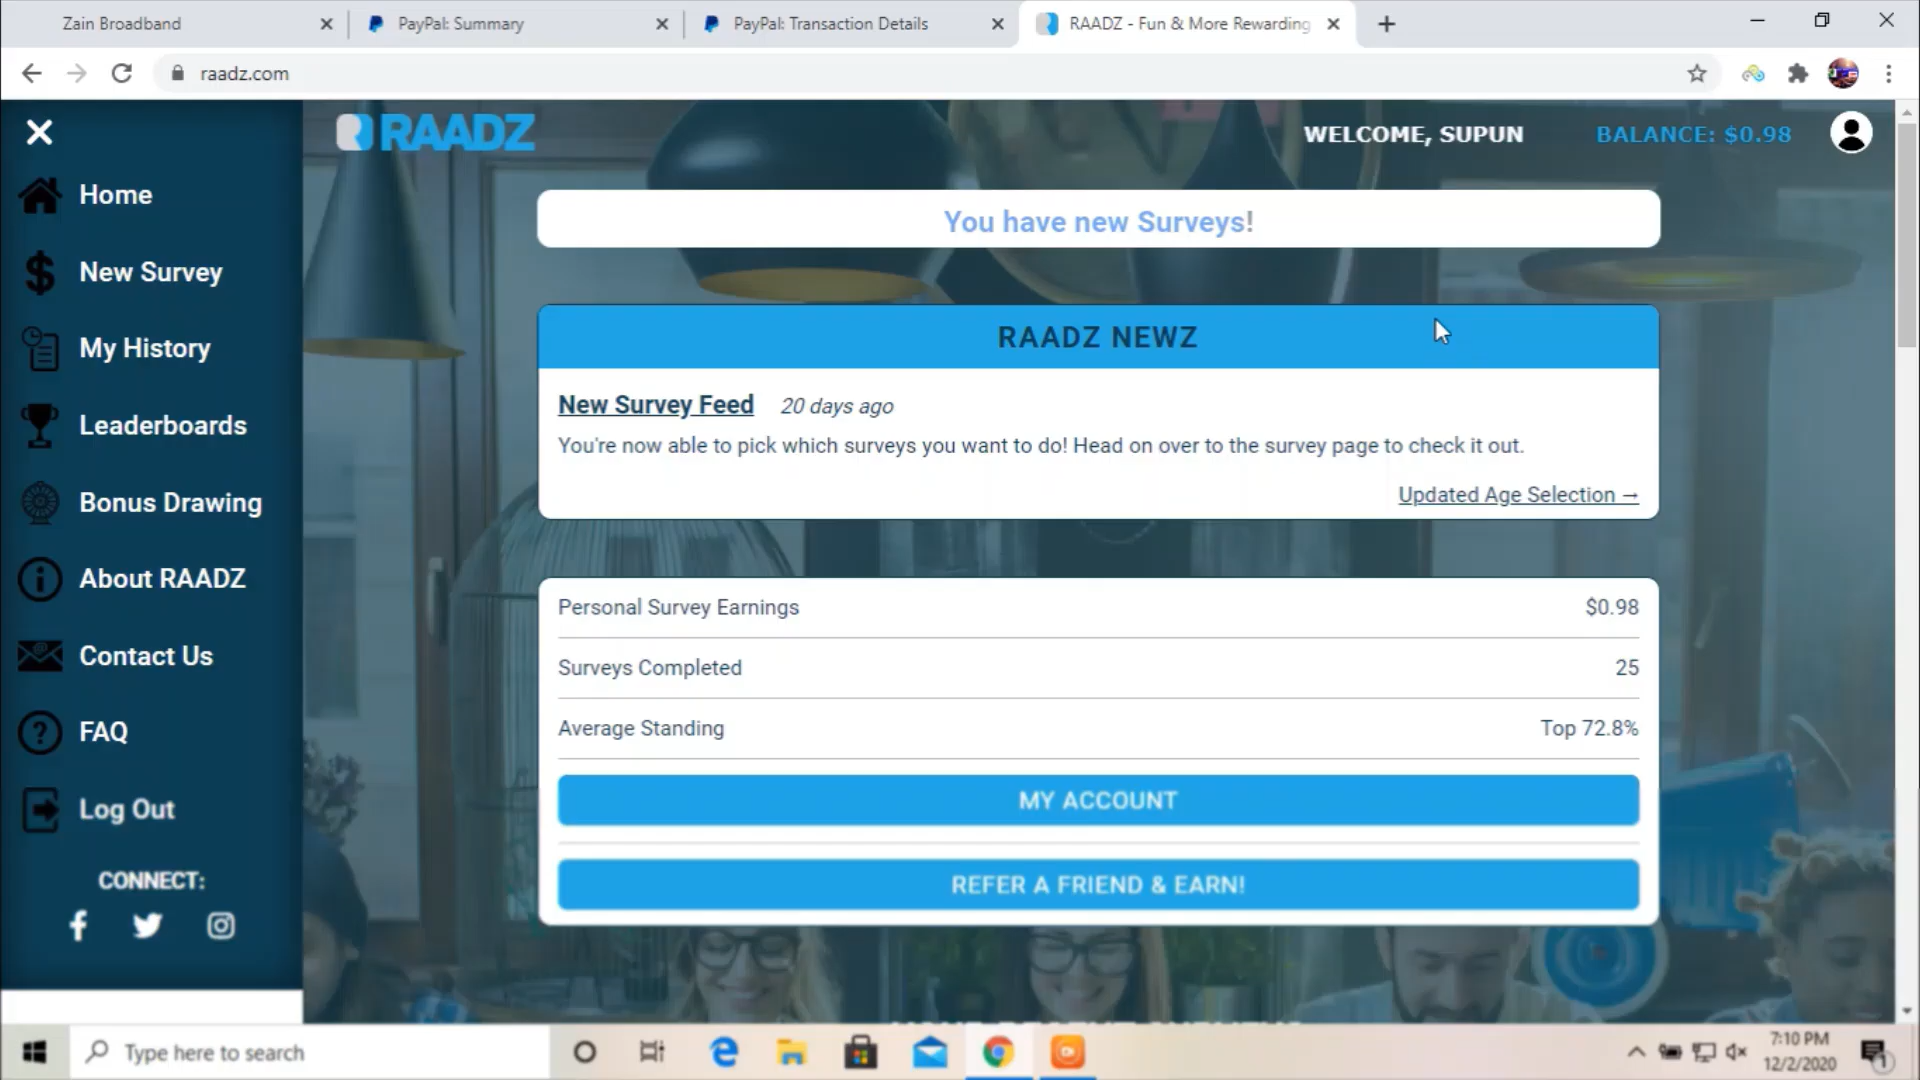 Zain Broadband
PayPal: Summary
PayPal: Transaction Details
RAADZ - Fun & More Rewarding
raadz.com
RAADZ
WELCOME, SUPUN
BALANCE: $0.98
Home
New Survey
My History
Leaderboards
Bonus Drawing
About RAADZ
Contact Us
FAQ
Log Out
CONNECT:
You have new Surveys!
RAADZ NEWZ
New Survey Feed 20 days ago
You're now able to pick which surveys you want to do! Head on over to the survey page to check it out.
Updated Age Selection →
Personal Survey Earnings $0.98
Surveys Completed 25
Average Standing Top 72.8%
MY ACCOUNT
REFER A FRIEND & EARN!
Type here to search
7:10 PM
12/2/2020
1